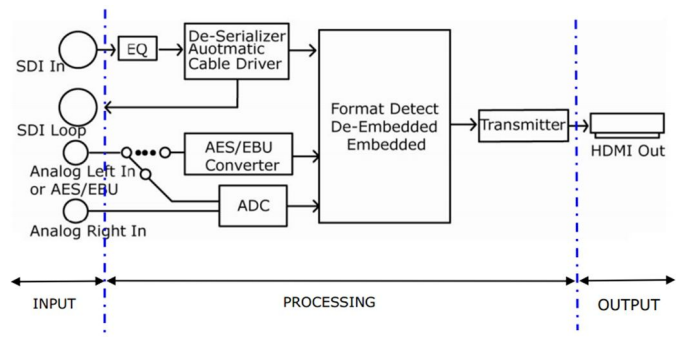 SDI In
EQ
De-Serializer
Auotmatic
Cable Driver
SDI Loop
Analog Left In
or AES/EBU
Analog Right In
AES/EBU
Converter
ADC
Format Detect
De-Embedded
Embedded
Transmitter
HDMI Out
INPUT
PROCESSING
OUTPUT